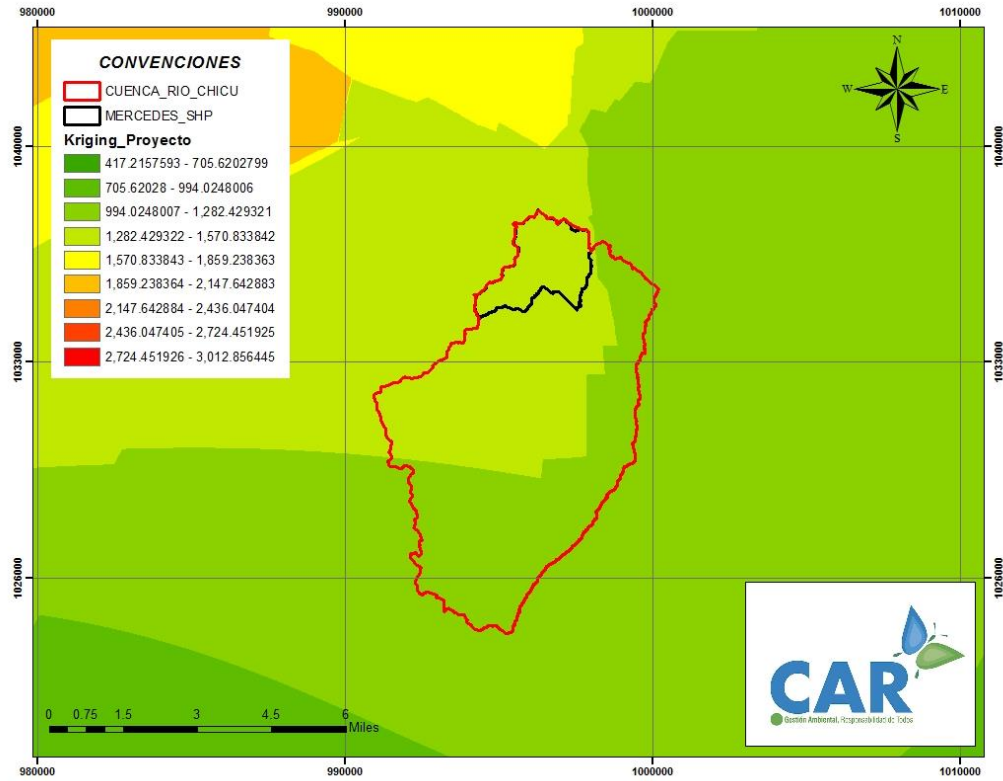 980000 990000 1000000 1010000
CONVENCIONES
CUENCA_RIO_CHICU
MERCEDES_SHP
Kriging_Proyecto
417.2157593 - 705.6202799
705.62028 - 994.0248006
994.0248007 - 1,282.429321
1,282.429322 - 1,570.833842
1,570.833843 - 1,859.238363
1,859.238364 - 2,147.642883
2,147.642884 - 2,436.047404
2,436.047405 - 2,724.451925
2,724.451926 - 3,012.856445
N
W E
S
1040000 1040000
1033000 1033000
1026000 1026000
CAR
Gestión Ambiental, Responsabilidad de Todos
0 0.75 1.5 3 4.5 6
Miles
980000 990000 1000000 1010000